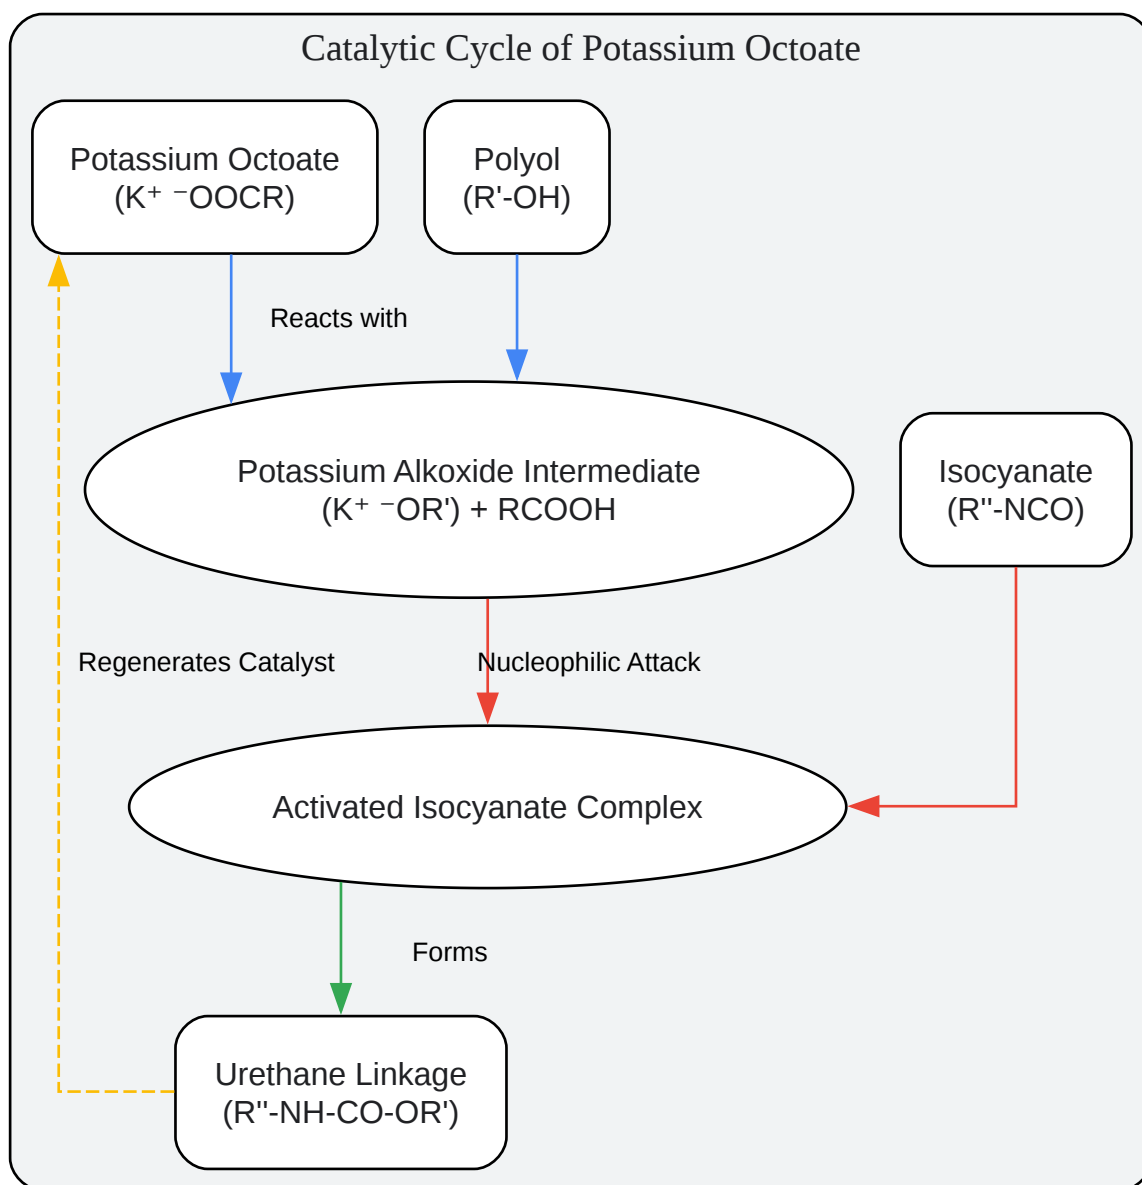 Catalytic Cycle of Potassium Octoate
Potassium Octoate
(K⁺ ⁻OOCR)
Polyol
(R'-OH)
Reacts with
Potassium Alkoxide Intermediate
(K⁺ ⁻OR') + RCOOH
Isocyanate
(R''-NCO)
Regenerates Catalyst
Nucleophilic Attack
Activated Isocyanate Complex
Forms
Urethane Linkage
(R''-NH-CO-OR')